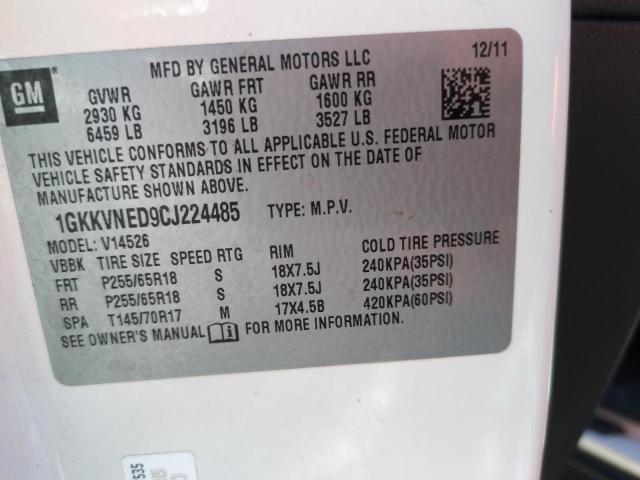 GM
MFD BY GENERAL MOTORS LLC 12/11
GVWR GAWR FRT GAWR RR
2930 KG 1450 KG 1600 KG
6459 LB 3196 LB 3527 LB
THIS VEHICLE CONFORMS TO ALL APPLICABLE U.S. FEDERAL MOTOR
VEHICLE SAFETY STANDARDS IN EFFECT ON THE DATE OF
MANUFACTURE SHOWN ABOVE.
1GKKVNED9CJ224485 TYPE: M.P.V.
MODEL: V14526
VBBK TIRE SIZE SPEED RTG RIM COLD TIRE PRESSURE
FRT P255/65R18 S 18X7.5J 240KPA(35PSI)
RR P255/65R18 S 18X7.5J 240KPA(35PSI)
SPA T145/70R17 M 17X4.5B 420KPA(60PSI)
SEE OWNER'S MANUAL FOR MORE INFORMATION.
535